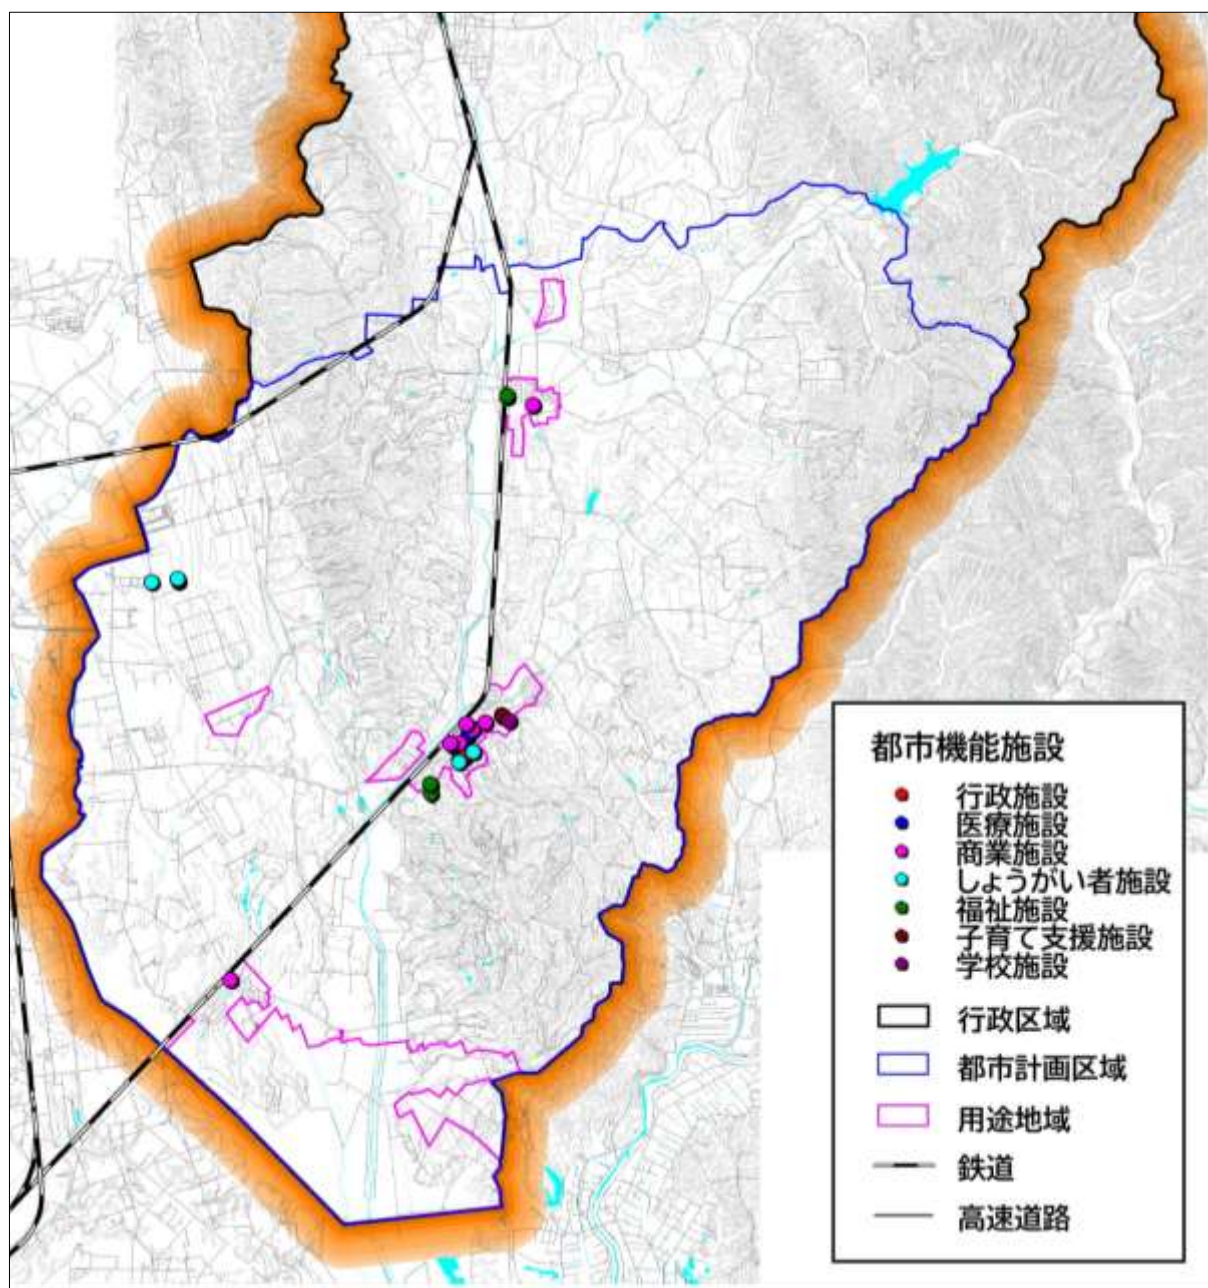 都市機能施設
行政施設
医療施設
商業施設
しょうがい者施設
福祉施設
子育て支援施設
学校施設
行政区域
都市計画区域
用途地域
鉄道
高速道路